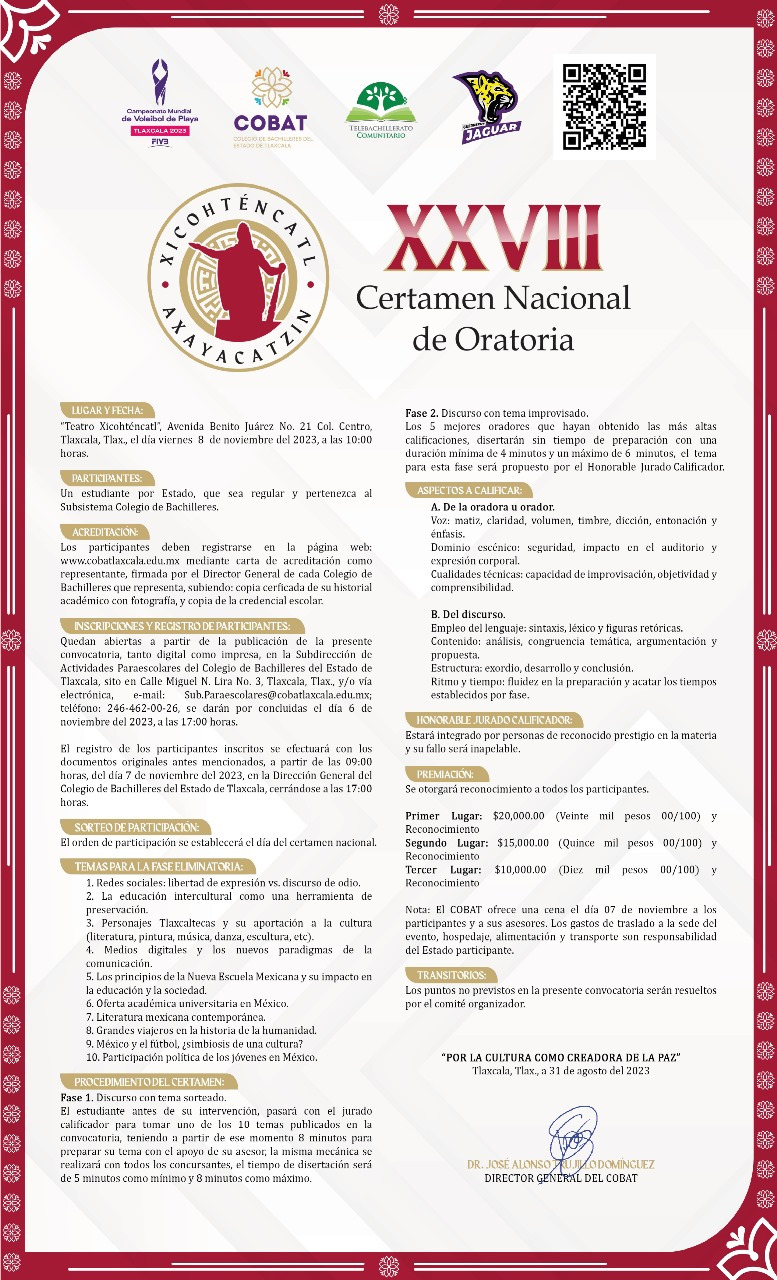 Campeonato Mundial
de Voleibol de Playa
TLAXCALA 2023
FIVB
COBAT
COLEGIO DE BACHILLERES DEL
ESTADO DE TLAXCALA
TELEBACHILLERATO
COMUNITARIO
JAGUAR
XICOHTÉNCATL
AXAYACATZIN
XXVIII
Certamen Nacional
de Oratoria
LUGAR Y FECHA:
"Teatro Xicohténcatl", Avenida Benito Juárez No. 21 Col. Centro,
Tlaxcala, Tlax., el día viernes 8 de noviembre del 2023, a las 10:00
horas.
PARTICIPANTES:
Un estudiante por Estado, que sea regular y pertenezca al
Subsistema Colegio de Bachilleres.
ACREDITACIÓN:
Los participantes deben registrarse en la página web:
www.cobatlaxcala.edu.mx mediante carta de acreditación como
representante, firmada por el Director General de cada Colegio de
Bachilleres que representa, subiendo: copia cerficada de su historial
académico con fotografía, y copia de la credencial escolar.
INSCRIPCIONES Y REGISTRO DE PARTICIPANTES:
Quedan abiertas a partir de la publicación de la presente
convocatoria, tanto digital como impresa, en la Subdirección de
Actividades Paraescolares del Colegio de Bachilleres del Estado de
Tlaxcala, sito en Calle Miguel N. Lira No. 3, Tlaxcala, Tlax., y/o vía
electrónica, e-mail: Sub.Paraescolares@cobatlaxcala.edu.mx;
teléfono: 246-462-00-26, se darán por concluidas el día 6 de
noviembre del 2023, a las 17:00 horas.
El registro de los participantes inscritos se efectuará con los
documentos originales antes mencionados, a partir de las 09:00
horas, del día 7 de noviembre del 2023, en la Dirección General del
Colegio de Bachilleres del Estado de Tlaxcala, cerrándose a las 17:00
horas.
SORTEO DE PARTICIPACIÓN:
El orden de participación se establecerá el día del certamen nacional.
TEMAS PARA LA FASE ELIMINATORIA:
1. Redes sociales: libertad de expresión vs. discurso de odio.
2. La educación intercultural como una herramienta de
preservación.
3. Personajes Tlaxcaltecas y su aportación a la cultura
(literatura, pintura, música, danza, escultura, etc).
4. Medios digitales y los nuevos paradigmas de la
comunicación.
5. Los principios de la Nueva Escuela Mexicana y su impacto en
la educación y la sociedad.
6. Oferta académica universitaria en México.
7. Literatura mexicana contemporánea.
8. Grandes viajeros en la historia de la humanidad.
9. México y el fútbol, ¿simbiosis de una cultura?
10. Participación política de los jóvenes en México.
PROCEDIMIENTO DEL CERTAMEN:
Fase 1. Discurso con tema sorteado.
El estudiante antes de su intervención, pasará con el jurado
calificador para tomar uno de los 10 temas publicados en la
convocatoria, teniendo a partir de ese momento 8 minutos para
preparar su tema con el apoyo de su asesor, la misma mecánica se
realizará con todos los concursantes, el tiempo de disertación será
de 5 minutos como mínimo y 8 minutos como máximo.
Fase 2. Discurso con tema improvisado.
Los 5 mejores oradores que hayan obtenido las más altas
calificaciones, disertarán sin tiempo de preparación con una
duración mínima de 4 minutos y un máximo de 6 minutos, el tema
para esta fase será propuesto por el Honorable Jurado Calificador.
ASPECTOS A CALIFICAR:
A. De la oradora u orador.
Voz: matiz, claridad, volumen, timbre, dicción, entonación y
énfasis.
Dominio escénico: seguridad, impacto en el auditorio y
expresión corporal.
Cualidades técnicas: capacidad de improvisación, objetividad y
comprensibilidad.
B. Del discurso.
Empleo del lenguaje: sintaxis, léxico y figuras retóricas.
Contenido: análisis, congruencia temática, argumentación y
propuesta.
Estructura: exordio, desarrollo y conclusión.
Ritmo y tiempo: fluidez en la preparación y acatar los tiempos
establecidos por fase.
HONORABLE JURADO CALIFICADOR:
Estará integrado por personas de reconocido prestigio en la materia
y su fallo será inapelable.
PREMIACIÓN:
Se otorgará reconocimiento a todos los participantes.
Primer Lugar: $20,000.00 (Veinte mil pesos 00/100) y
Reconocimiento
Segundo Lugar: $15,000.00 (Quince mil pesos 00/100) y
Reconocimiento
Tercer Lugar: $10,000.00 (Diez mil pesos 00/100) y
Reconocimiento
Nota: El COBAT ofrece una cena el día 07 de noviembre a los
participantes y a sus asesores. Los gastos de traslado a la sede del
evento, hospedaje, alimentación y transporte son responsabilidad
del Estado participante.
TRANSITORIOS:
Los puntos no previstos en la presente convocatoria serán resueltos
por el comité organizador.
"POR LA CULTURA COMO CREADORA DE LA PAZ"
Tlaxcala, Tlax., a 31 de agosto del 2023
DR. JOSÉ ALONSO TRUJILLO DOMÍNGUEZ
DIRECTOR GENERAL DEL COBAT